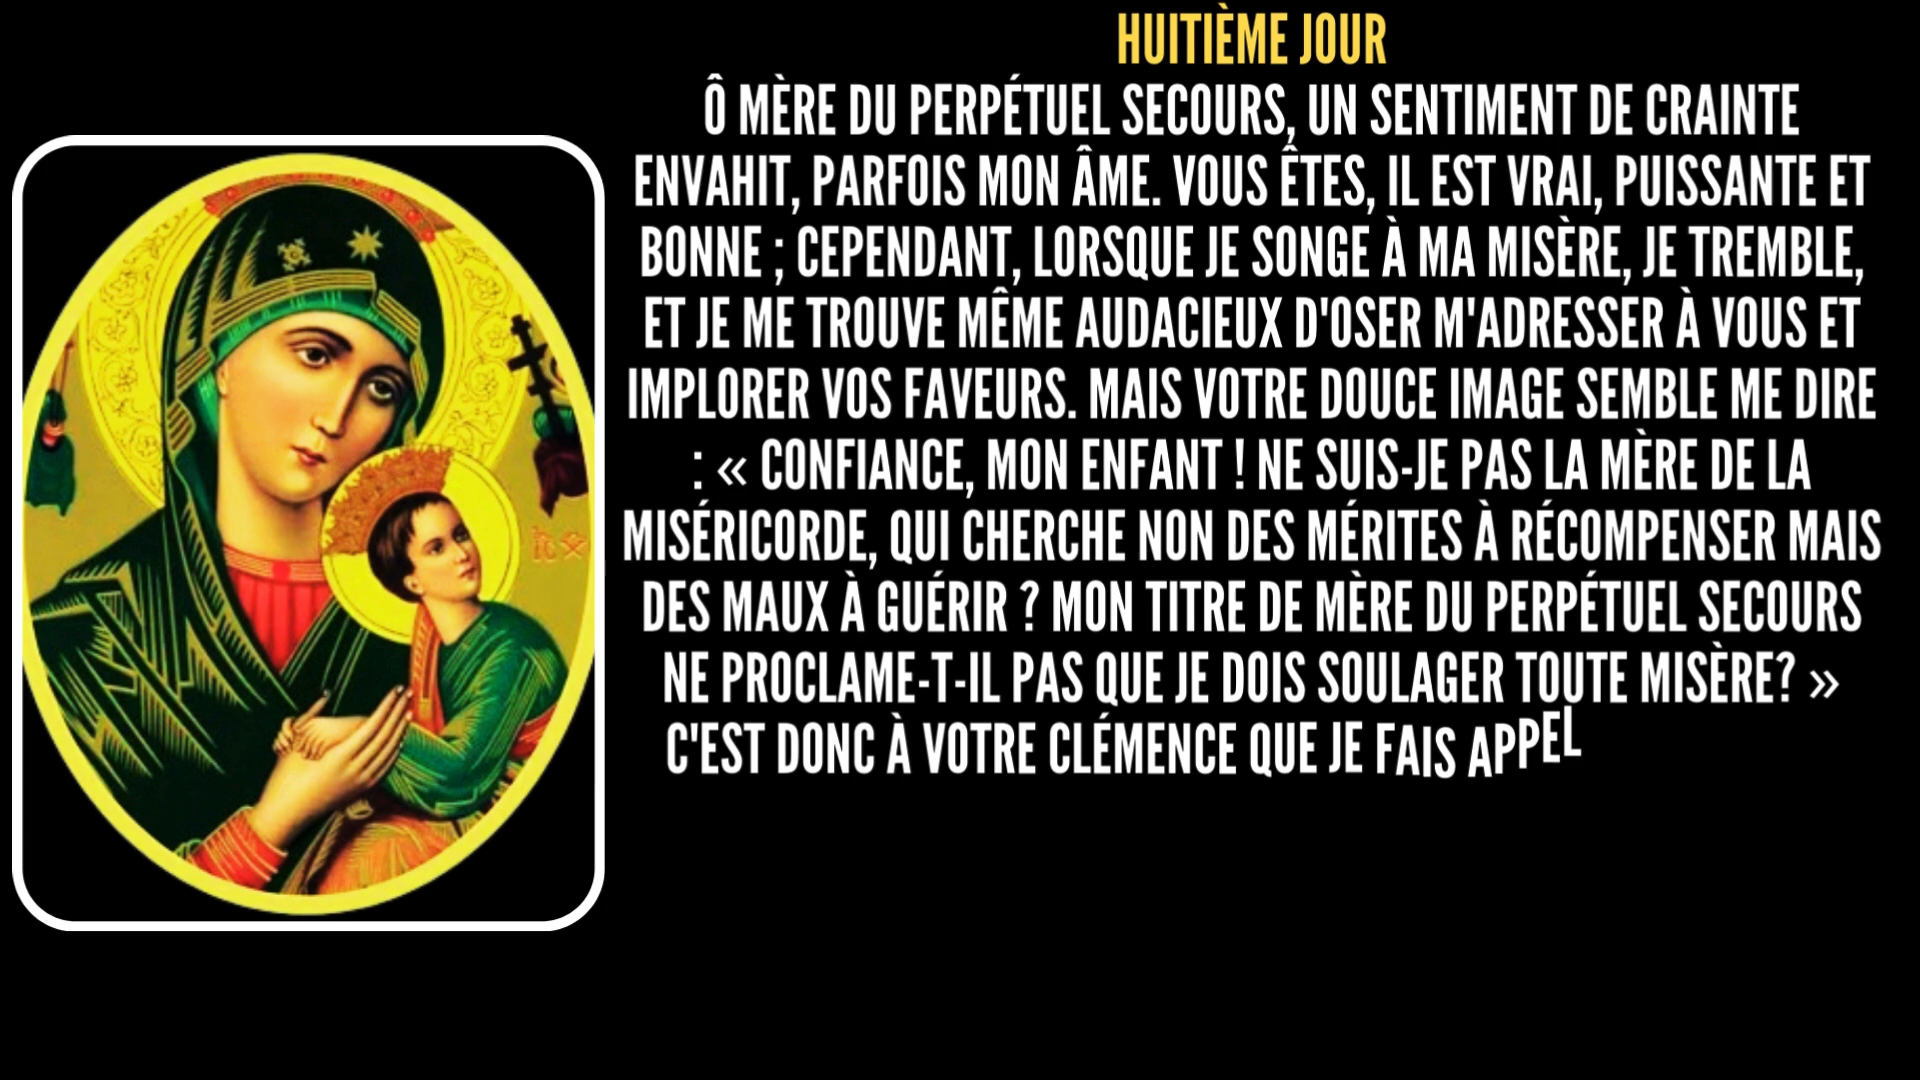 HUITIÈME JOUR
Ô MÈRE DU PERPÉTUEL SECOURS, UN SENTIMENT DE CRAINTE
ENVAHIT, PARFOIS MON ÂME. VOUS ÊTES, IL EST VRAI, PUISSANTE ET
BONNE ; CEPENDANT, LORSQUE JE SONGE À MA MISÈRE, JE TREMBLE,
ET JE ME TROUVE MÊME AUDACIEUX D'OSER M'ADRESSER À VOUS ET
IMPLORER VOS FAVEURS. MAIS VOTRE DOUCE IMAGE SEMBLE ME DIRE
: « CONFIANCE, MON ENFANT ! NE SUIS-JE PAS LA MÈRE DE LA
MISÉRICORDE, QUI CHERCHE NON DES MÉRITES À RÉCOMPENSER MAIS
DES MAUX À GUÉRIR ? MON TITRE DE MÈRE DU PERPÉTUEL SECOURS
NE PROCLAME-T-IL PAS QUE JE DOIS SOULAGER TOUTE MISÈRE? »
C'EST DONC À VOTRE CLÉMENCE QUE JE FAIS APPEL